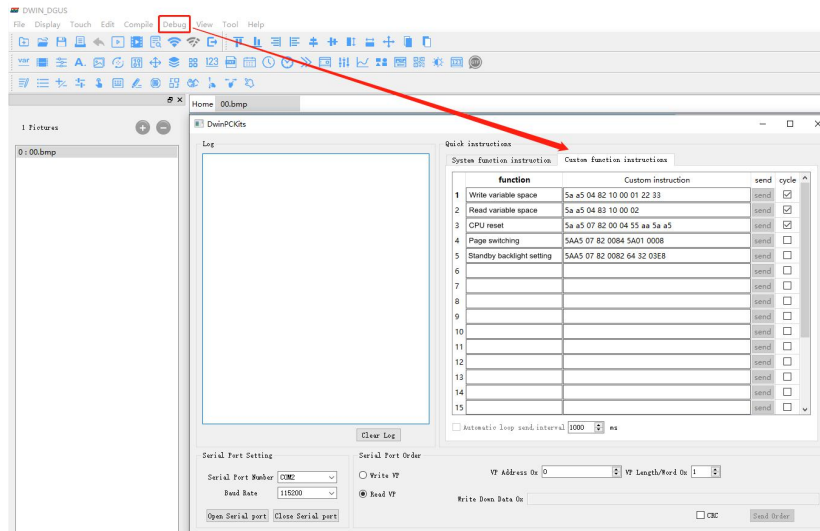 DWIN_DGUS
File Display Touch Edit Compile Debug View Tool Help
Home 00.bmp
1 Pictures
0 : 00.bmp
DwinPCKits
Log
Quick instructions
System function instruction Custom function instructions
function Custom instruction send cycle
1 Write variable space 5a a5 04 82 10 00 01 22 33 send
2 Read variable space 5a a5 04 83 10 00 02 send
3 CPU reset 5a a5 07 82 00 04 55 aa 5a a5 send
4 Page switching 5AA5 07 82 0084 5A01 0008 send
5 Standby backlight setting 5AA5 07 82 0082 64 32 03E8 send
6 send
7 send
8 send
9 send
10 send
11 send
12 send
13 send
14 send
15 send
Automatic loop send, interval 1000 ms
Clear Log
Serial Port Setting
Serial Port Number COM2
Baud Rate 115200
Open Serial port Close Serial port
Serial Port Order
Write VP
Read VP
VP Address 0x 0 VP Length/Word 0x 1
Write Down Data 0x
CRC Send Order